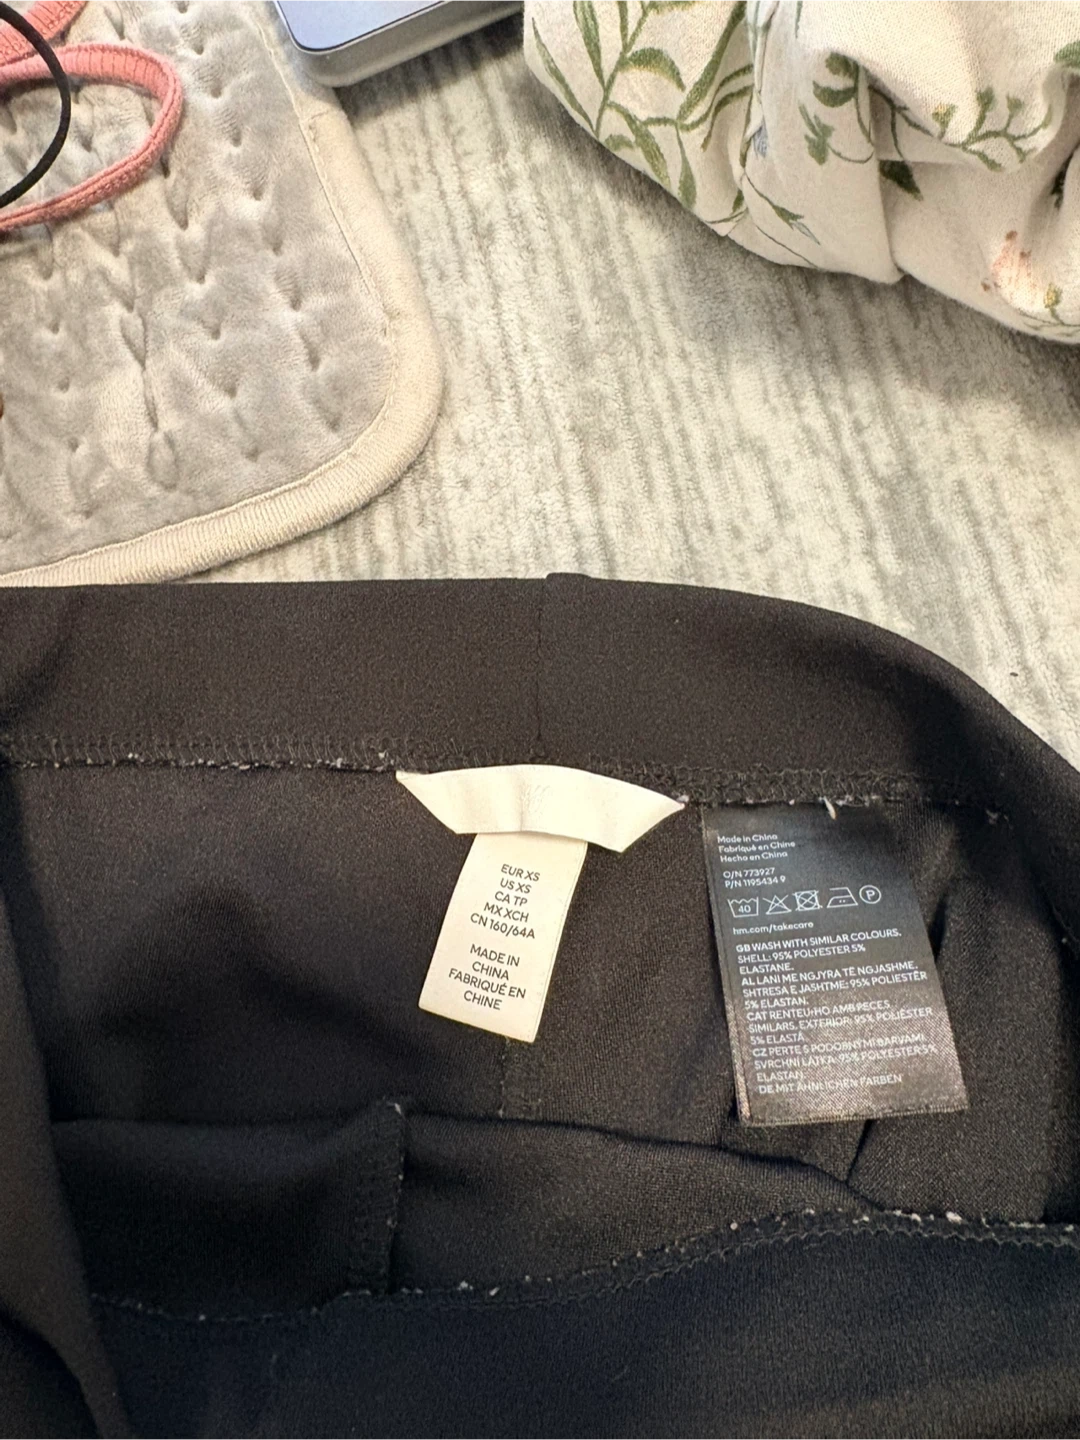 EUR XS
US XS
CA TP
MX XCH
CN 160/64A
MADE IN
CHINA
FABRIQUÉ EN
CHINE
Made in China
Fabriqué en Chine
Hecho en China
O/N 773927
P/N 1195434 9
40
P
hm.com/takecare
GB WASH WITH SIMILAR COLOURS.
SHELL: 95% POLYESTER 5%
ELASTANE.
AL LANI ME NGJYRA TË NGJASHME.
SHTRESA E JASHTME: 95% POLIESTËR
5% ELASTAN.
CAT RENTEU-HO AMB PECES
SIMILARS. EXTERIOR: 95% POLIÈSTER
5% ELASTÀ.
CZ PERTE S PODOBNÝMI BARVAMI.
SVRCHNÍ LÁTKA: 95% POLYESTER 5%
ELASTAN.
DE MIT ÄHNLICHEN FARBEN